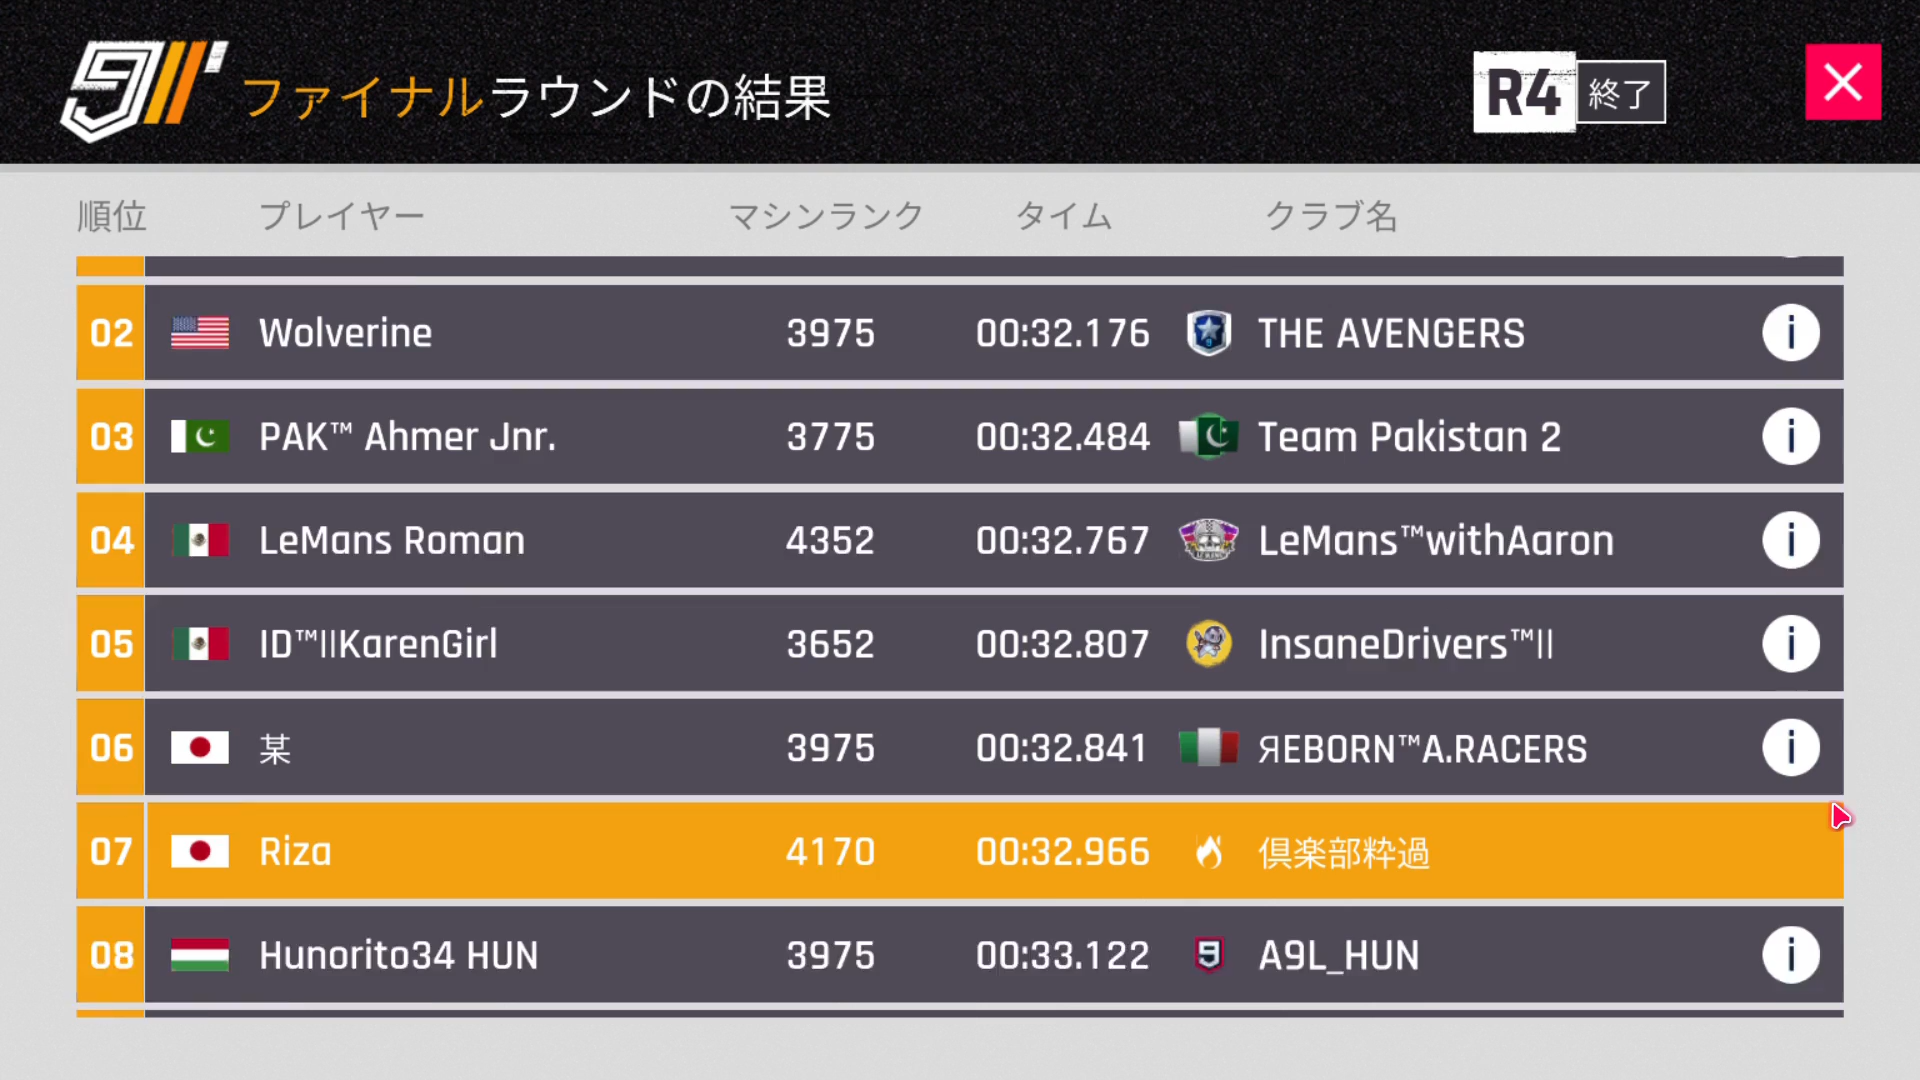 ファイナルラウンドの結果
R4 終了
順位 プレイヤー マシンランク タイム クラブ名
02 Wolverine 3975 00:32.176 THE AVENGERS i
03 PAK™ Ahmer Jnr. 3775 00:32.484 Team Pakistan 2 i
04 LeMans Roman 4352 00:32.767 LeMans™withAaron i
05 ID™||KarenGirl 3652 00:32.807 InsaneDrivers™|| i
06 某 3975 00:32.841 ЯEBORN™A.RACERS i
07 Riza 4170 00:32.966 倶楽部粋過
08 Hunorito34 HUN 3975 00:33.122 A9L_HUN i